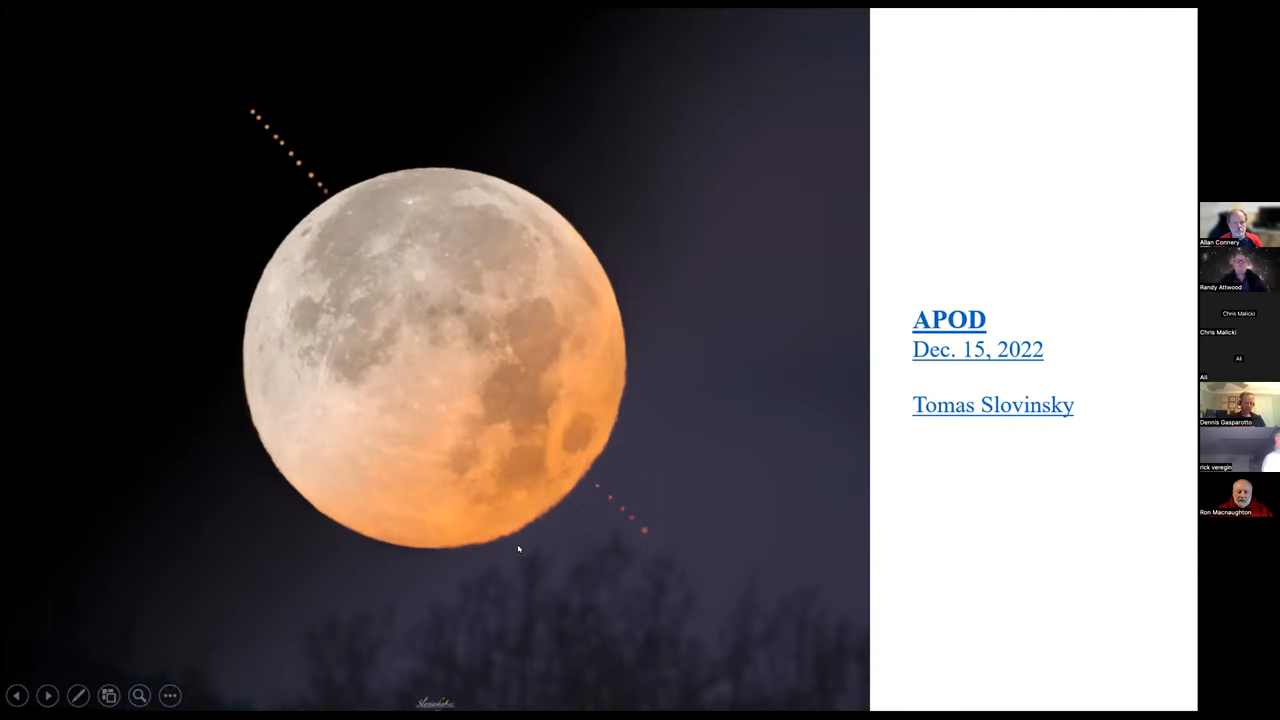 APOD
Dec. 15, 2022
Tomas Slovinsky
Allan Connery
Randy Attwood
Chris Malicki
Chris Malicki
Ali
Ali
Dennis Gasparotto
rick veregin
Ron Macnaughton